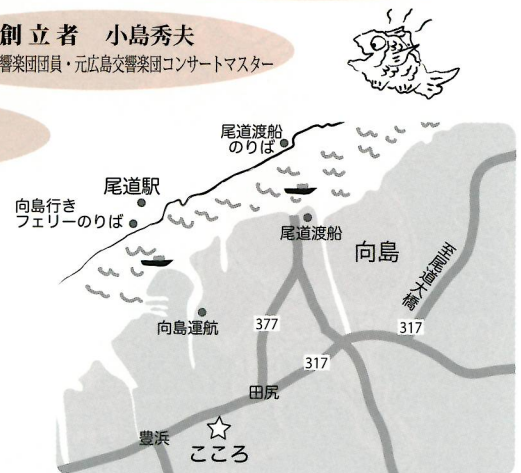 創立者 小島秀夫
響楽団団員・元広島交響楽団コンサートマスター
尾道渡船
のりば
尾道駅
向島行き
フェリーのりば
尾道渡船
向島
至尾道大橋
向島運航
377
317
317
田尻
豊浜
こころ